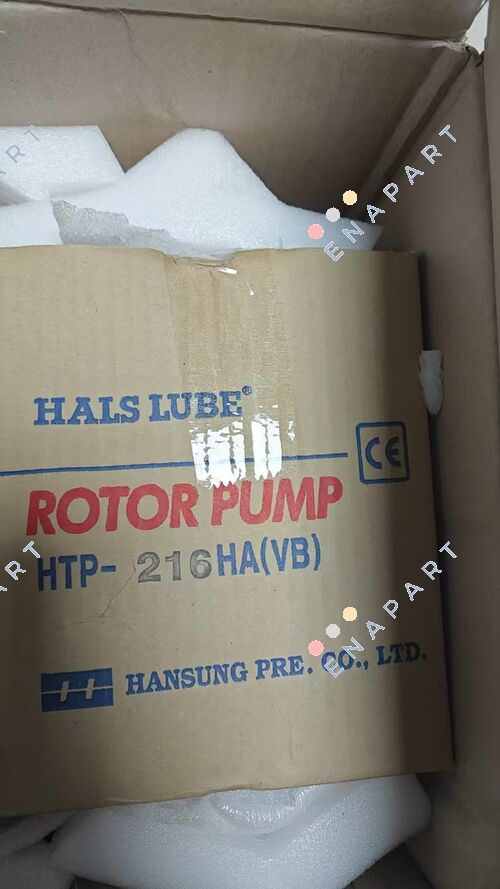 ENAPART
HALS LUBE®
CE
ROTOR PUMP
HTP- 216HA(VB)
ENAPART
H HANSUNG PRE. CO., LTD.